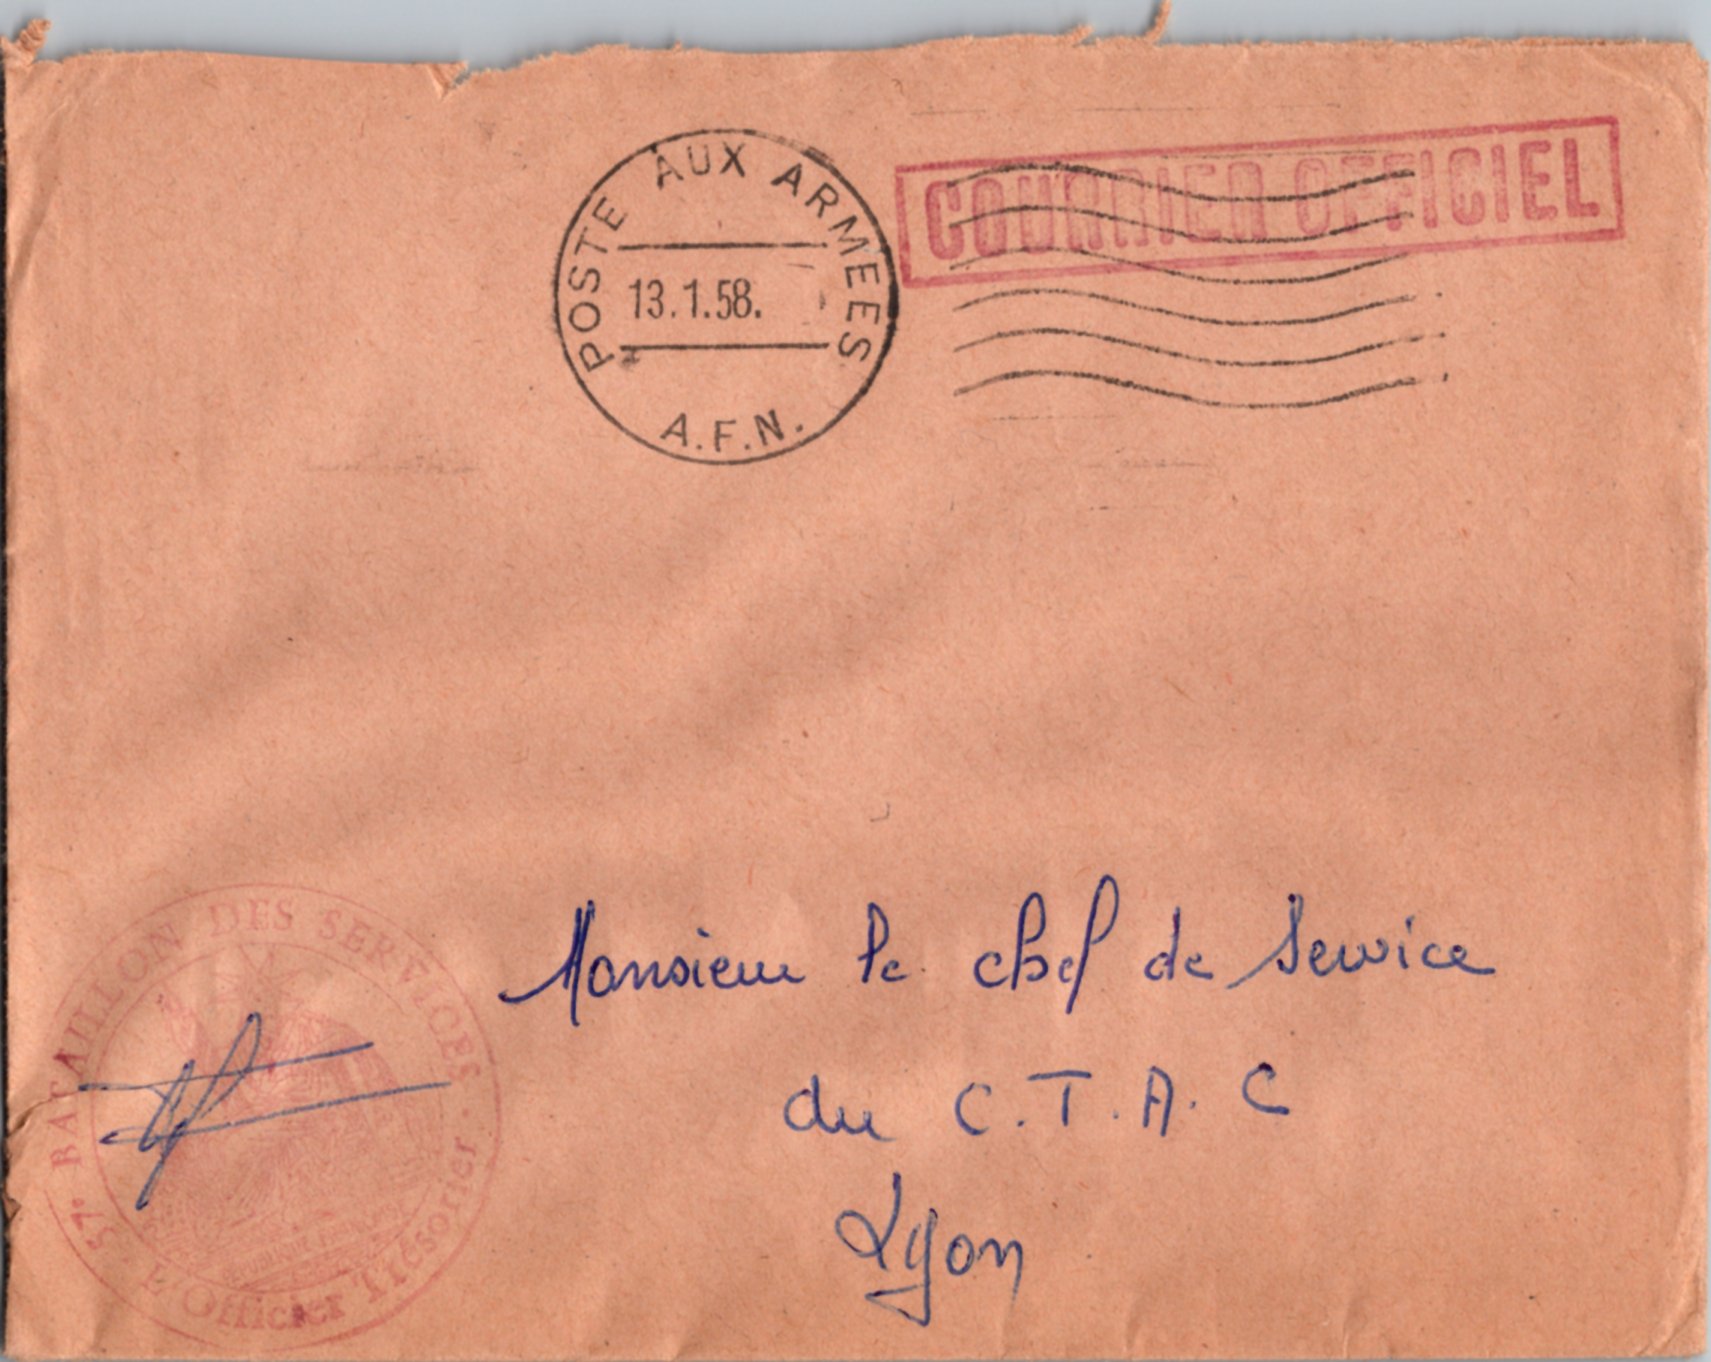 POSTE AUX ARMEES
13.1.58.
A.F.N.
COURRIER OFFICIEL
Monsieur le chef de Service
du C.T.A.C
Lyon
57e BATAILLON DES SERVICES
L'Officier Trésorier